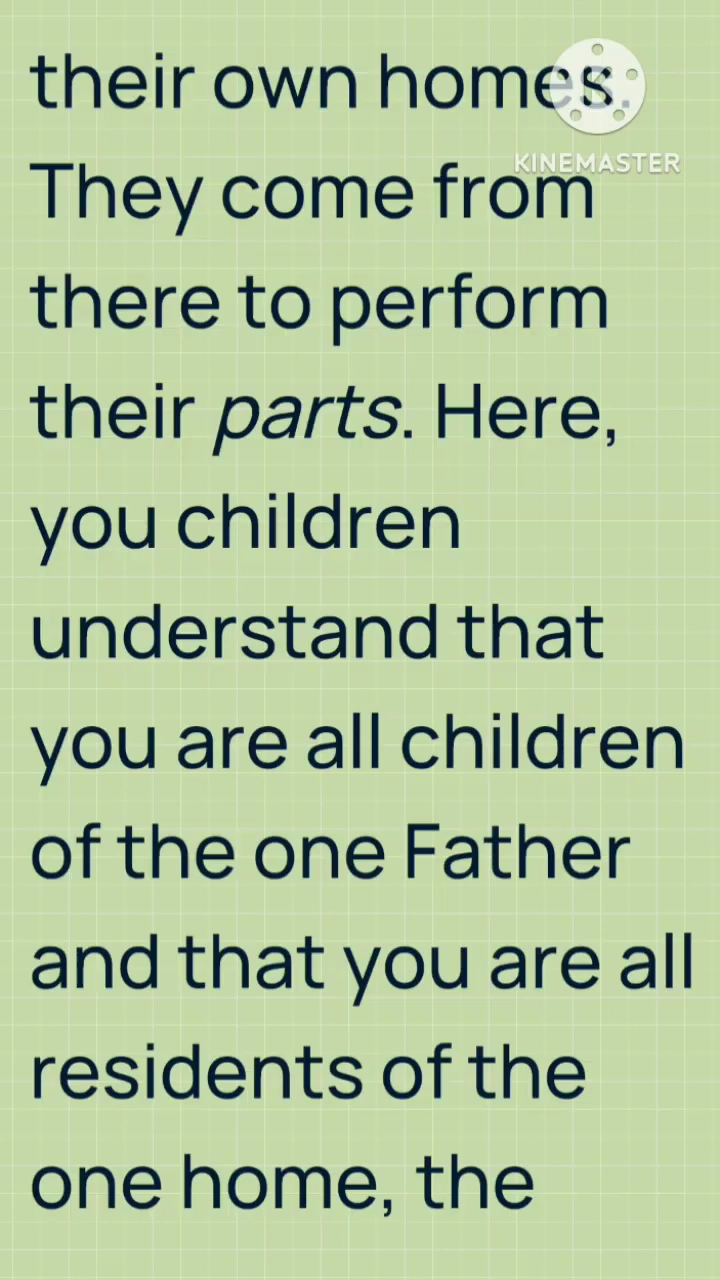 their own homes.
KINEMASTER
They come from
there to perform
their parts. Here,
you children
understand that
you are all children
of the one Father
and that you are all
residents of the
one home, the